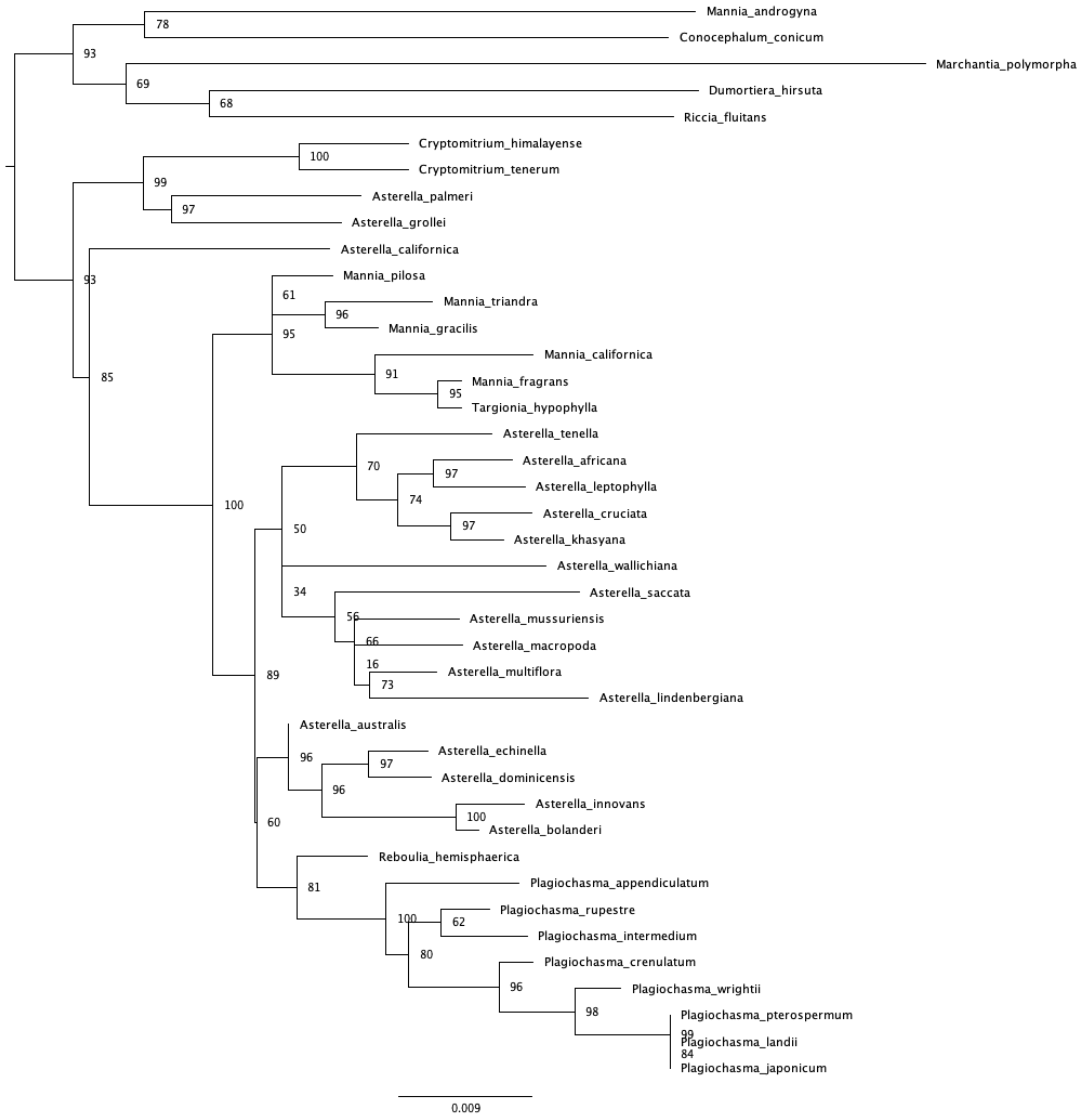 Mannia_androgyna
78
Conocephalum_conicum
93
Marchantia_polymorpha
69
Dumortiera_hirsuta
68
Riccia_fluitans
Cryptomitrium_himalayense
100
Cryptomitrium_tenerum
99
Asterella_palmeri
97
Asterella_grollei
Asterella_californica
93
Mannia_pilosa
61
Mannia_triandra
96
Mannia_gracilis
95
Mannia_californica
91
Mannia_fragrans
95
Targionia_hypophylla
85
Asterella_tenella
70
Asterella_africana
97
Asterella_leptophylla
74
Asterella_cruciata
97
Asterella_khasyana
100
50
Asterella_wallichiana
34
Asterella_saccata
56
Asterella_mussuriensis
66
Asterella_macropoda
16
Asterella_multiflora
73
Asterella_lindenbergiana
89
Asterella_australis
96
Asterella_echinella
97
Asterella_dominicensis
96
Asterella_innovans
100
Asterella_bolanderi
60
Reboulia_hemisphaerica
81
Plagiochasma_appendiculatum
100
Plagiochasma_rupestre
62
Plagiochasma_intermedium
80
Plagiochasma_crenulatum
96
Plagiochasma_wrightii
98
Plagiochasma_pterospermum
99
Plagiochasma_landii
84
Plagiochasma_japonicum
0.009